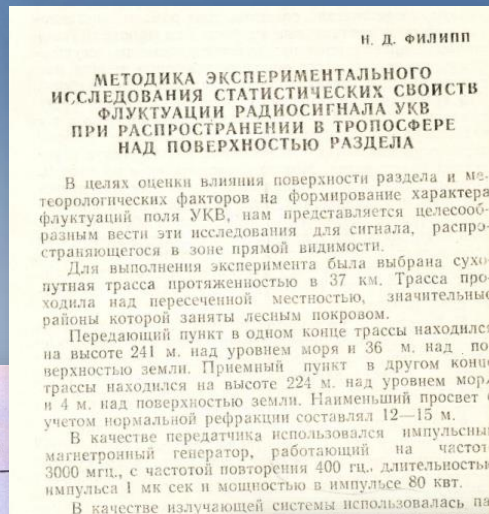 Н. Д. ФИЛИПП
МЕТОДИКА ЭКСПЕРИМЕНТАЛЬНОГО
ИССЛЕДОВАНИЯ СТАТИСТИЧЕСКИХ СВОЙСТВ
ФЛУКТУАЦИИ РАДИОСИГНАЛА УКВ
ПРИ РАСПРОСТРАНЕНИИ В ТРОПОСФЕРЕ
НАД ПОВЕРХНОСТЬЮ РАЗДЕЛА
В целях оценки влияния поверхности раздела и ме-
теорологических факторов на формирование характера
флуктуаций поля УКВ, нам представляется целесооб-
разным вести эти исследования для сигнала, распро-
страняющегося в зоне прямой видимости.
Для выполнения эксперимента была выбрана сухо-
путная трасса протяженностью в 37 км. Трасса про-
ходила над пересеченной местностью, значительные
районы которой заняты лесным покровом.
Передающий пункт в одном конце трассы находился
на высоте 241 м. над уровнем моря и 36 м. над по-
верхностью земли. Приемный пункт в другом конце
трассы находился на высоте 224 м. над уровнем моря
и 4 м. над поверхностью земли. Наименьший просвет с
учетом нормальной рефракции составлял 12—15 м.
В качестве передатчика использовался импульсный
магнетронный генератор, работающий на частоте
3000 мгц., с частотой повторения 400 гц., длительностью
импульса 1 мк сек и мощностью в импульсе 80 квт.
В качестве излучающей системы использовалась па